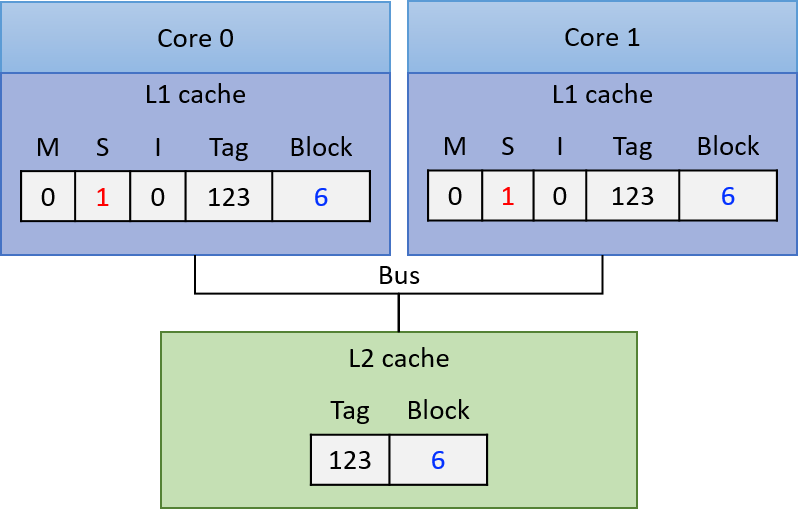 Core 0
L1 cache
M S I Tag Block
0 1 0 123 6
Core 1
L1 cache
M S I Tag Block
0 1 0 123 6
Bus
L2 cache
Tag Block
123 6